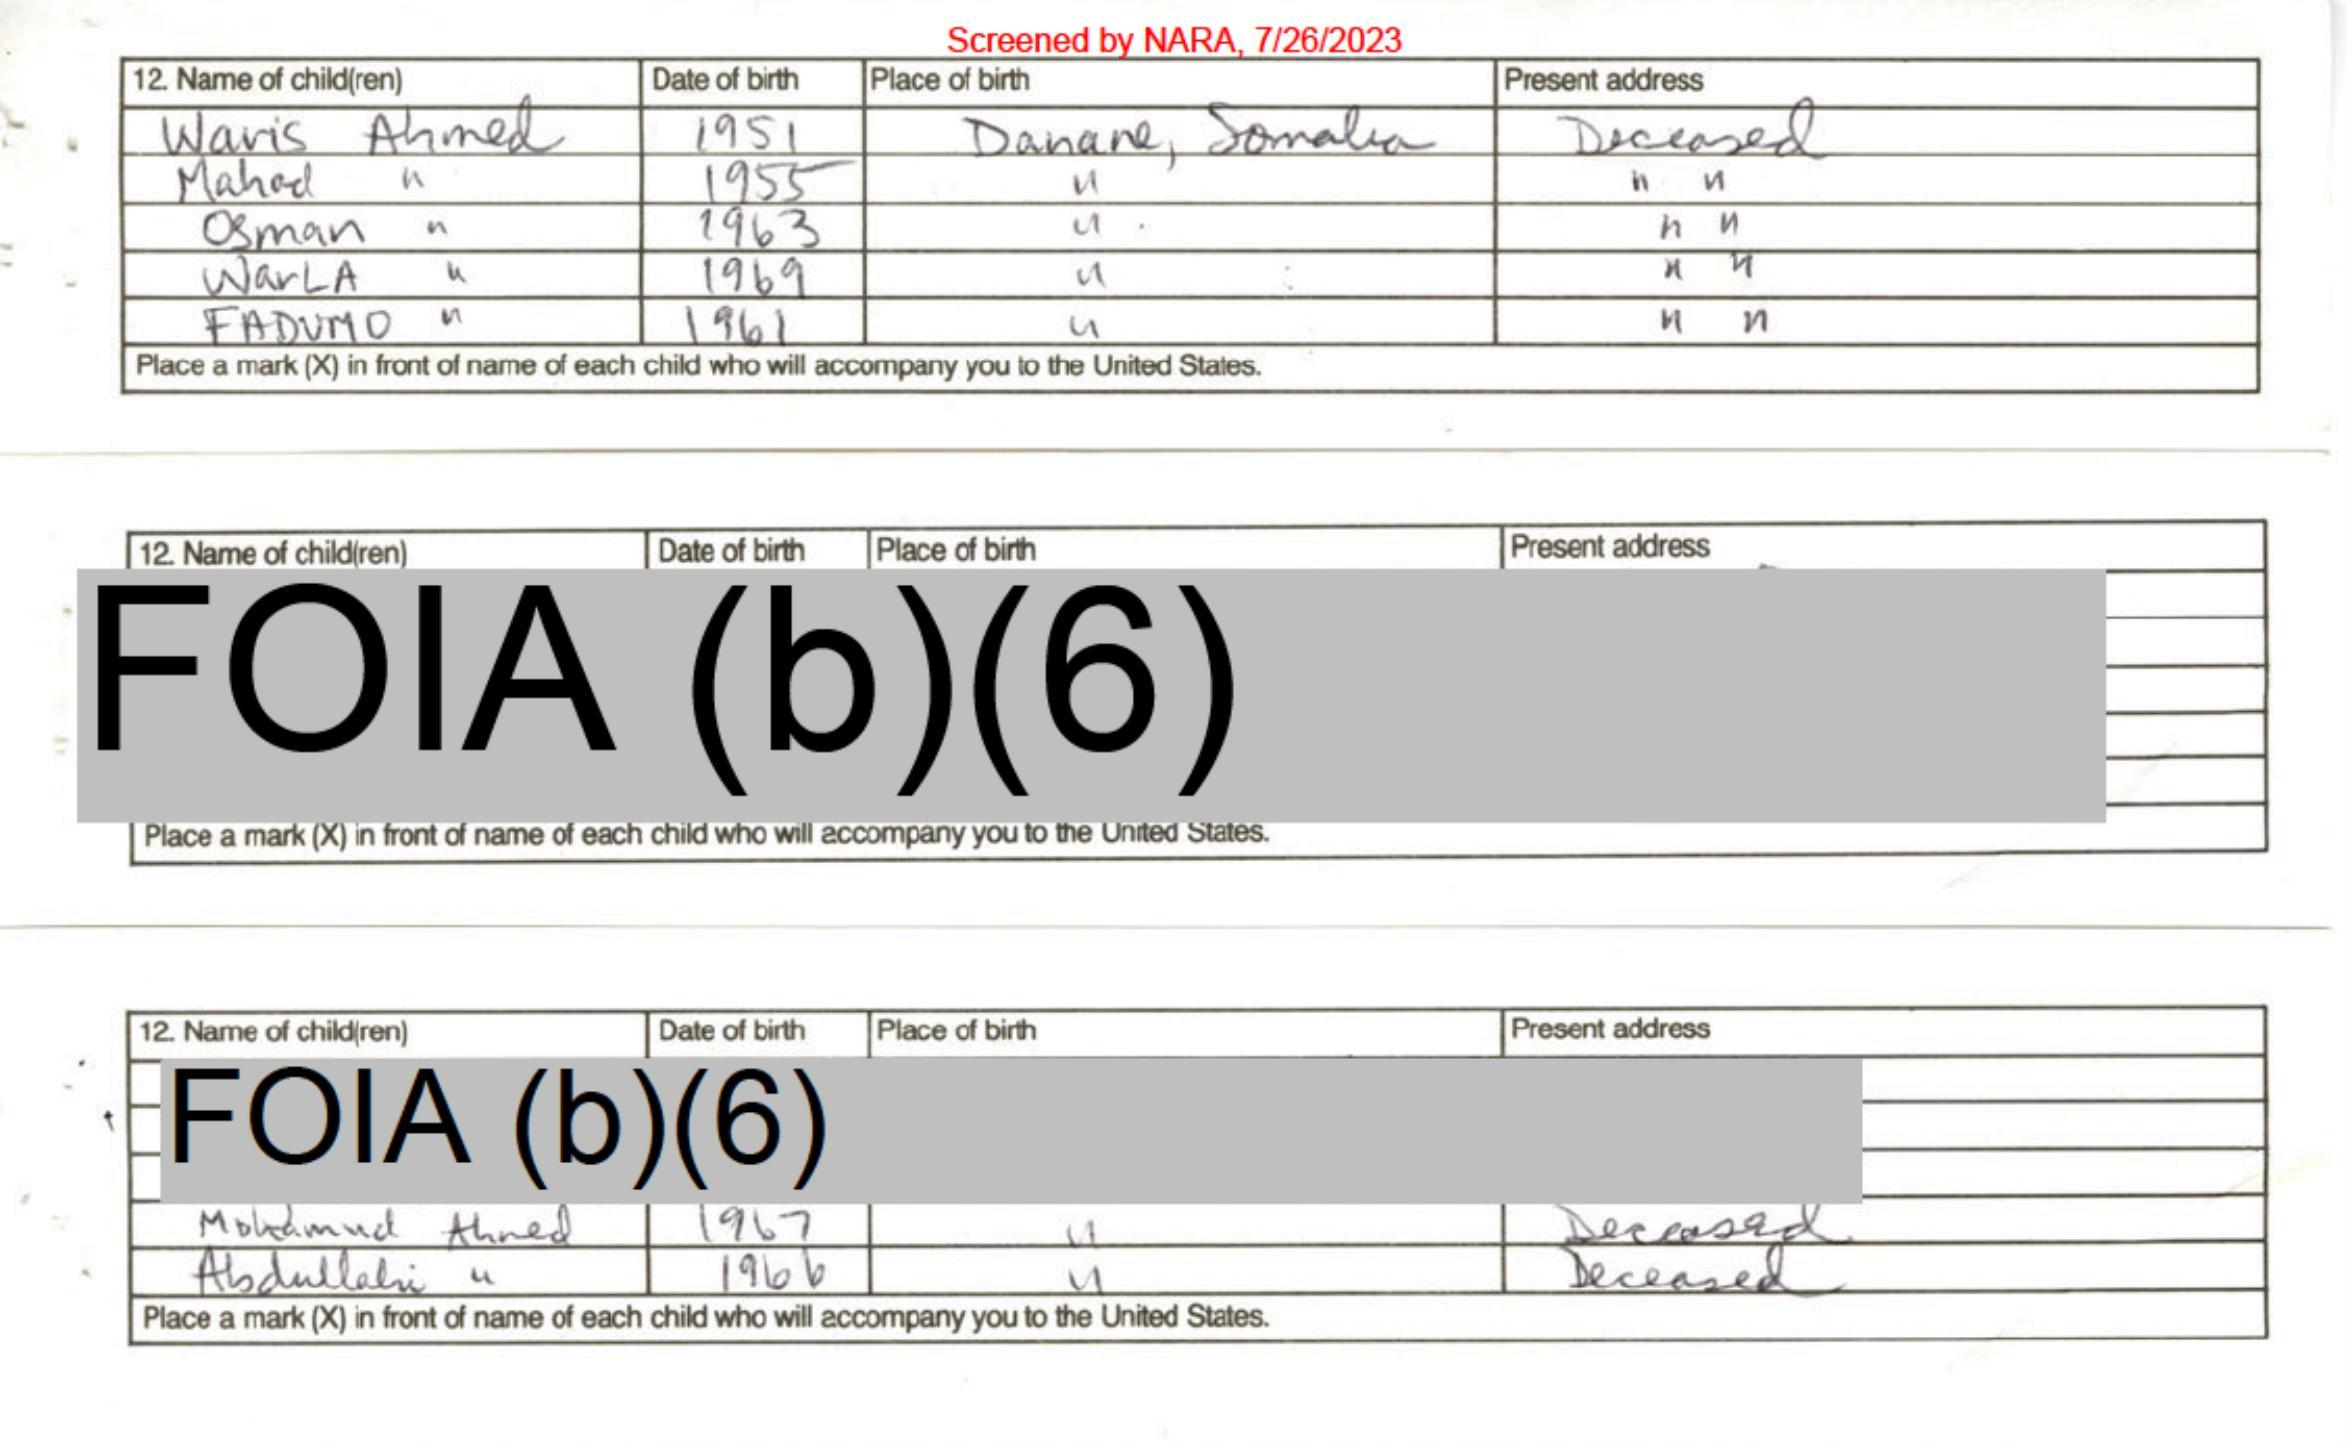 Screened by NARA, 7/26/2023
12. Name of child(ren) Date of birth Place of birth Present address
Waris Ahmed 1951 Danane, Somalia Deceased
Mahad " 1955 " " "
Osman " 1963 " " "
WarLA " 1969 " " "
FADUMO " 1961 " " "
Place a mark (X) in front of name of each child who will accompany you to the United States.
12. Name of child(ren) Date of birth Place of birth Present address
FOIA (b)(6)
Place a mark (X) in front of name of each child who will accompany you to the United States.
12. Name of child(ren) Date of birth Place of birth Present address
FOIA (b)(6)
Mohamud Ahmed 1967 " Deceased
Abdullahi " 1966 " Deceased
Place a mark (X) in front of name of each child who will accompany you to the United States.